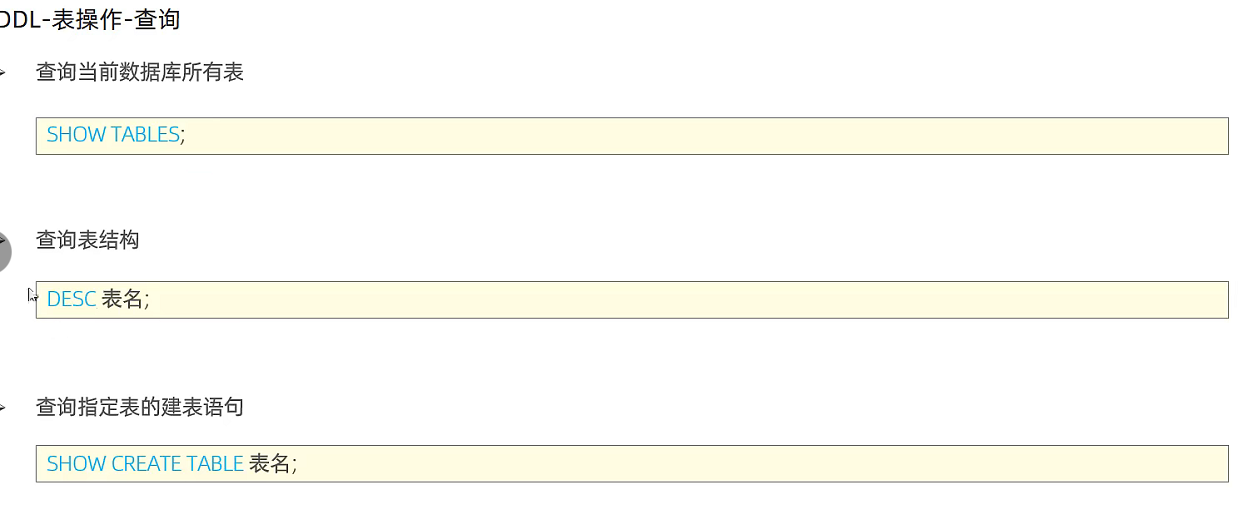 DDL-表操作-查询
查询当前数据库所有表
SHOW TABLES;
查询表结构
DESC 表名;
查询指定表的建表语句
SHOW CREATE TABLE 表名;